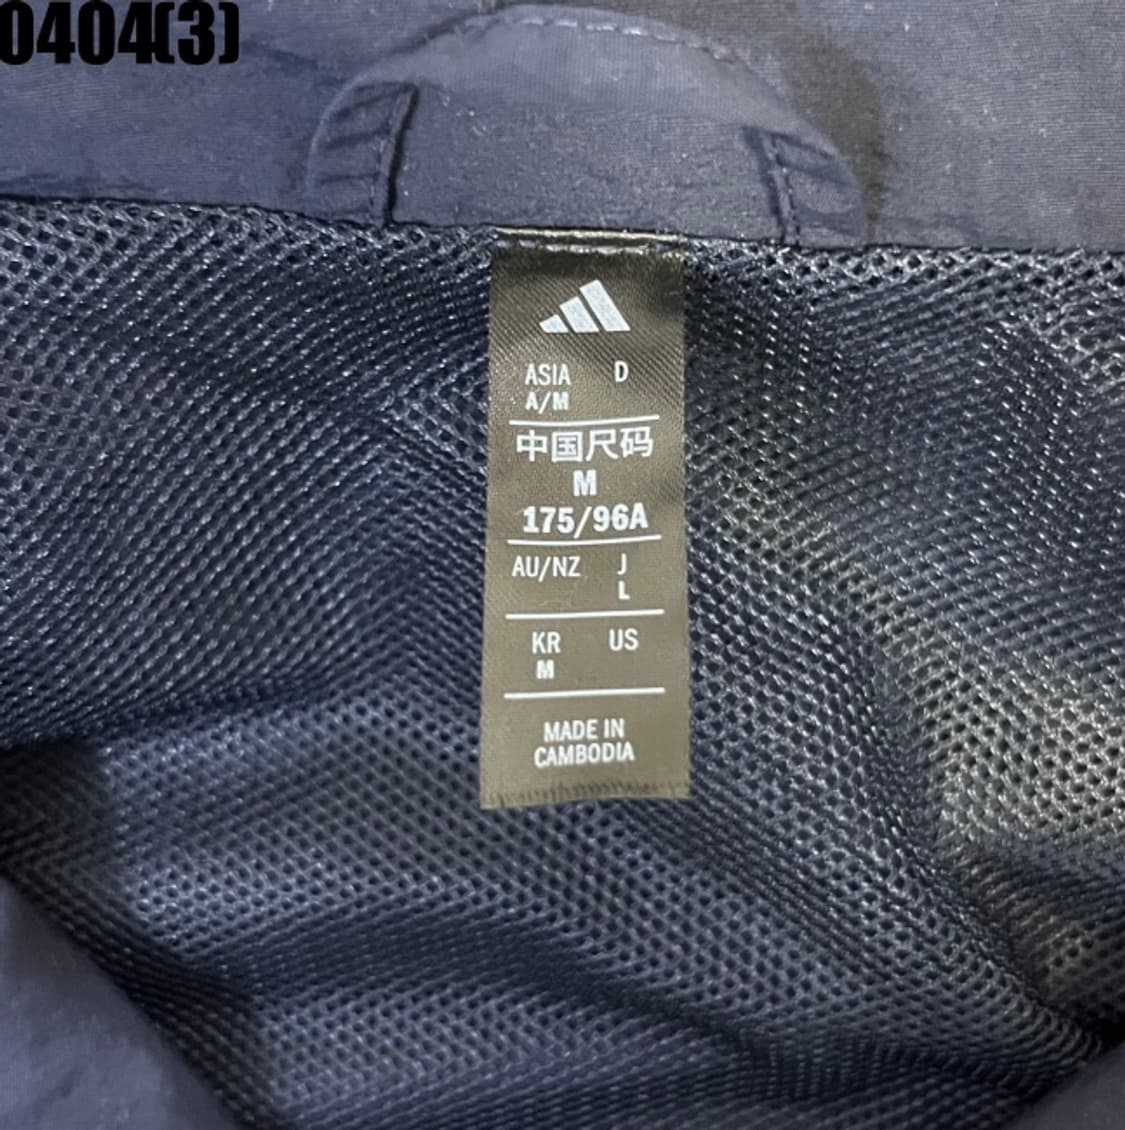 0404(3)
ASIA D
A/M
中国尺码
M
175/96A
AU/NZ J
L
KR US
M
MADE IN
CAMBODIA